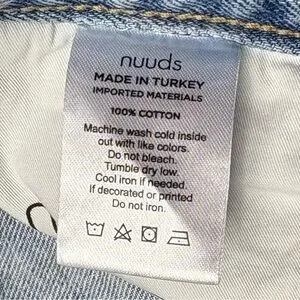 nuuds
MADE IN TURKEY
IMPORTED MATERIALS
100% COTTON
Machine wash cold inside
out with like colors.
Do not bleach.
Tumble dry low.
Cool iron if needed.
If decorated or printed
Do not iron.